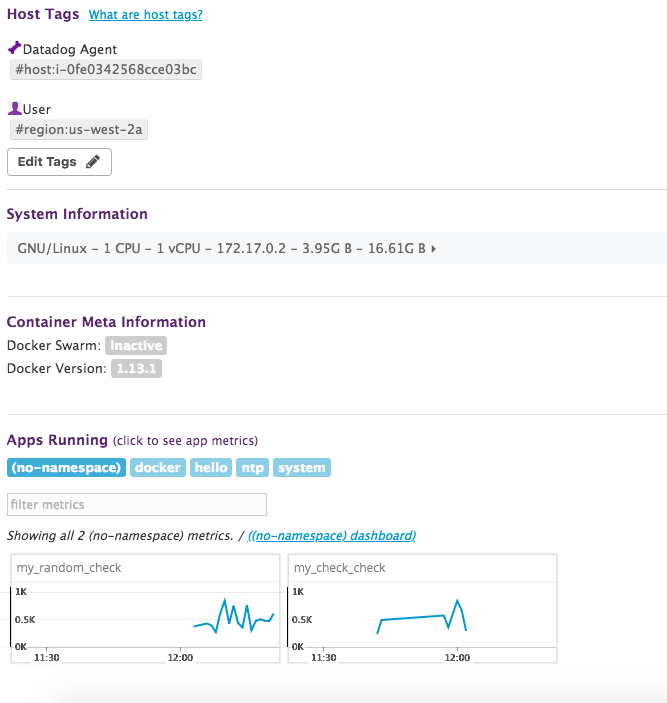 Host Tags What are host tags?
Datadog Agent
#host:i-0fe0342568cce03bc
User
#region:us-west-2a
Edit Tags
System Information
GNU/Linux – 1 CPU – 1 vCPU – 172.17.0.2 – 3.95G B – 16.61G B
Container Meta Information
Docker Swarm: inactive
Docker Version: 1.13.1
Apps Running (click to see app metrics)
(no-namespace) docker hello ntp system
filter metrics
Showing all 2 (no-namespace) metrics. / ((no-namespace) dashboard)
my_random_check my_check_check
1K 1K
0.5K 0.5K
0K 0K
11:30 12:00 11:30 12:00